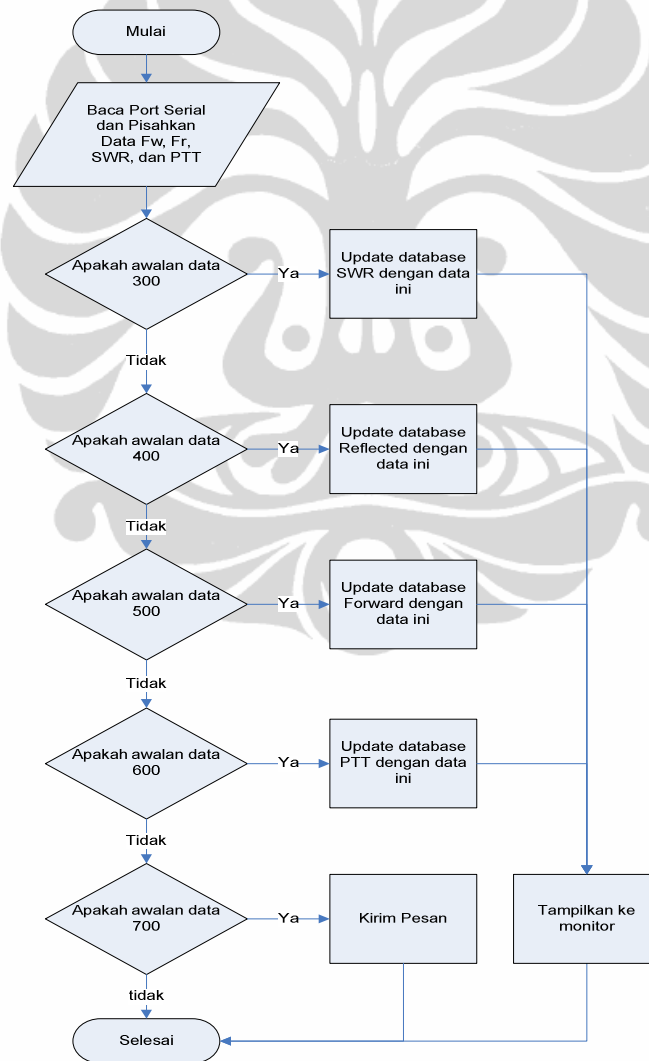 Mulai
Baca Port Serial
dan Pisahkan
Data Fw, Fr,
SWR, dan PTT
Apakah awalan data
300
Ya
Update database
SWR dengan data
ini
Tidak
Apakah awalan data
400
Ya
Update database
Reflected dengan
data ini
Tidak
Apakah awalan data
500
Ya
Update database
Forward dengan
data ini
Tidak
Apakah awalan data
600
Ya
Update database
PTT dengan data
ini
Tidak
Apakah awalan data
700
Ya
Kirim Pesan
Tampilkan ke
monitor
tidak
Selesai